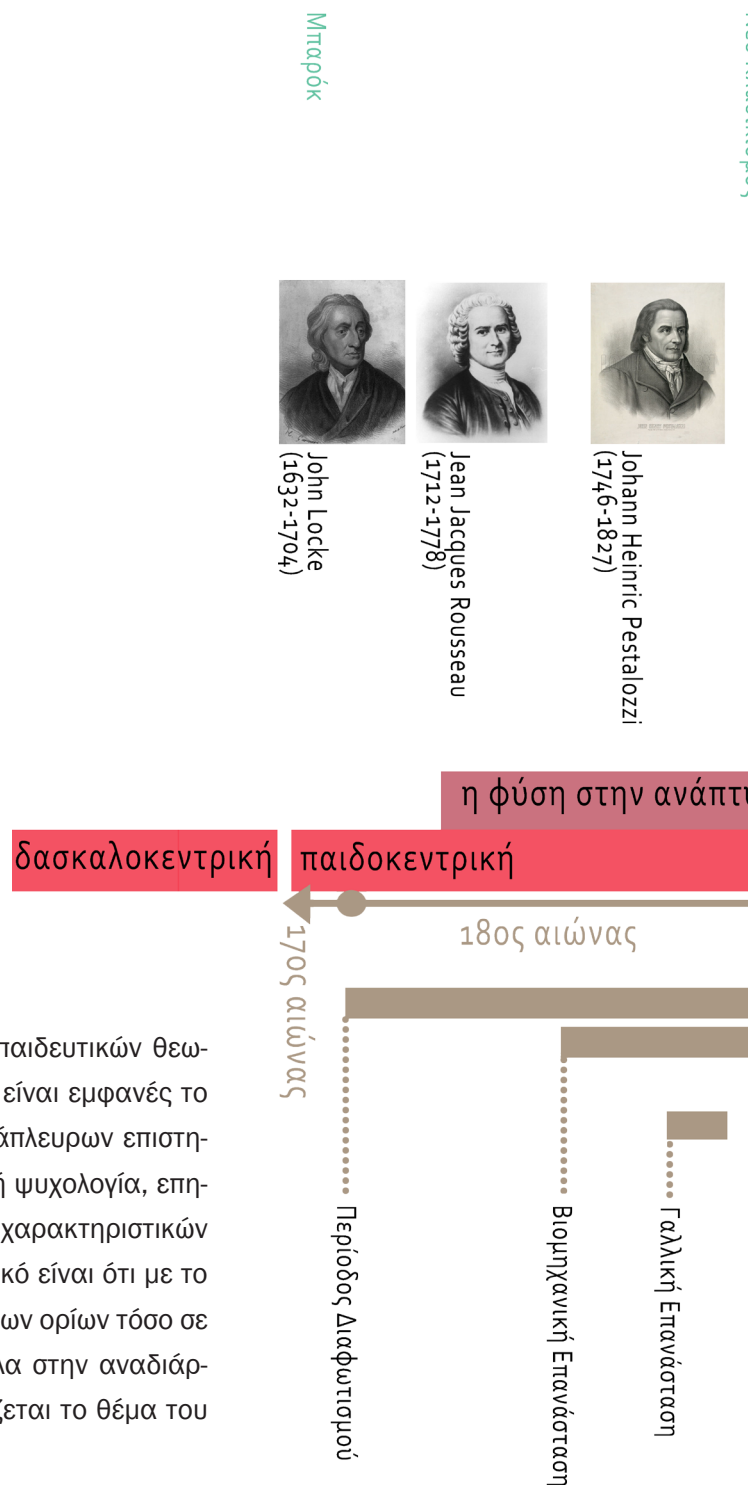 Μπαρόκ
John Locke
(1632-1704)
Jean Jacques Rousseau
(1712-1778)
Johann Heinric Pestalozzi
(1746-1827)
η φύση στην ανάπτυ
δασκαλοκεντρική
παιδοκεντρική
17ος αιώνας
18ος αιώνας
Περίοδος Διαφωτισμού
Βιομηχανική Επανάσταση
Γαλλική Επανάσταση
παιδευτικών θεω-
είναι εμφανές το
άπλευρων επιστη-
ή ψυχολογία, επη-
χαρακτηριστικών
κό είναι ότι με το
ων ορίων τόσο σε
λα στην αναδιάρ-
ζεται το θέμα του